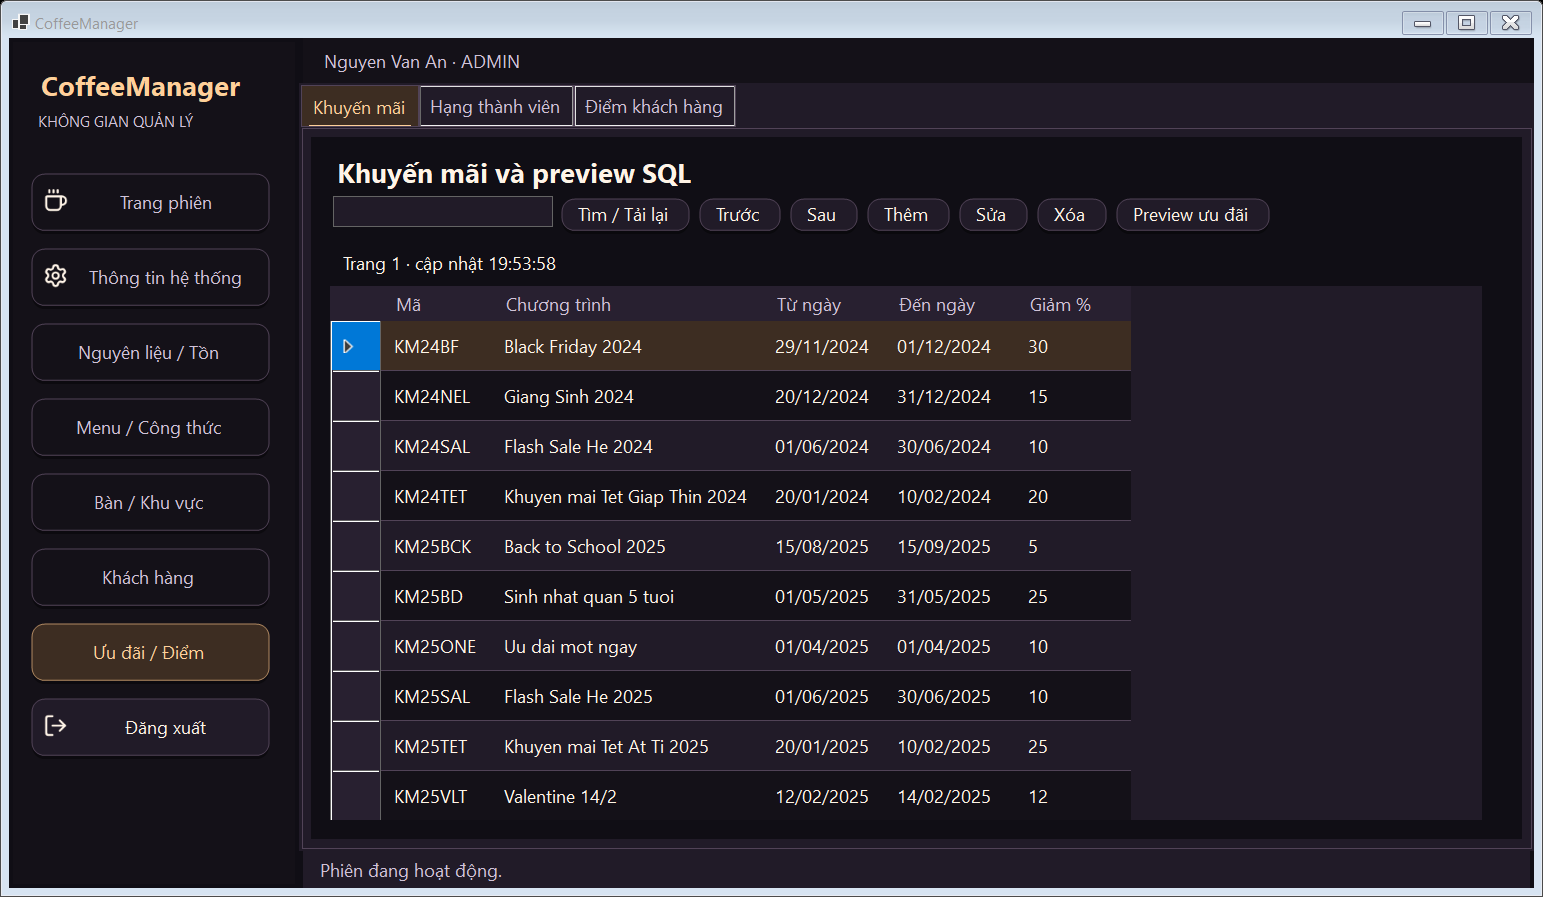 CoffeeManager
CoffeeManager
KHÔNG GIAN QUẢN LÝ
Trang phiên
Thông tin hệ thống
Nguyên liệu / Tồn
Menu / Công thức
Bàn / Khu vực
Khách hàng
Ưu đãi / Điểm
Đăng xuất
Nguyen Van An · ADMIN
Khuyến mãi Hạng thành viên Điểm khách hàng
Khuyến mãi và preview SQL
Tìm / Tải lại Trước Sau Thêm Sửa Xóa Preview ưu đãi
Trang 1 · cập nhật 19:53:58
Mã Chương trình Từ ngày Đến ngày Giảm %
KM24BF Black Friday 2024 29/11/2024 01/12/2024 30
KM24NEL Giang Sinh 2024 20/12/2024 31/12/2024 15
KM24SAL Flash Sale He 2024 01/06/2024 30/06/2024 10
KM24TET Khuyen mai Tet Giap Thin 2024 20/01/2024 10/02/2024 20
KM25BCK Back to School 2025 15/08/2025 15/09/2025 5
KM25BD Sinh nhat quan 5 tuoi 01/05/2025 31/05/2025 25
KM25ONE Uu dai mot ngay 01/04/2025 01/04/2025 10
KM25SAL Flash Sale He 2025 01/06/2025 30/06/2025 10
KM25TET Khuyen mai Tet At Ti 2025 20/01/2025 10/02/2025 25
KM25VLT Valentine 14/2 12/02/2025 14/02/2025 12
Phiên đang hoạt động.